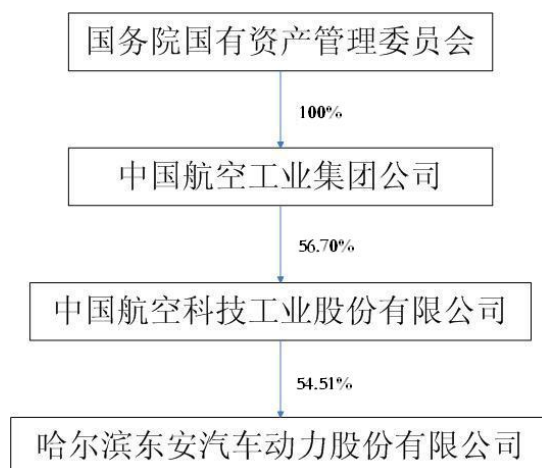 国务院国有资产管理委员会
100%
中国航空工业集团公司
56.70%
中国航空科技工业股份有限公司
54.51%
哈尔滨东安汽车动力股份有限公司